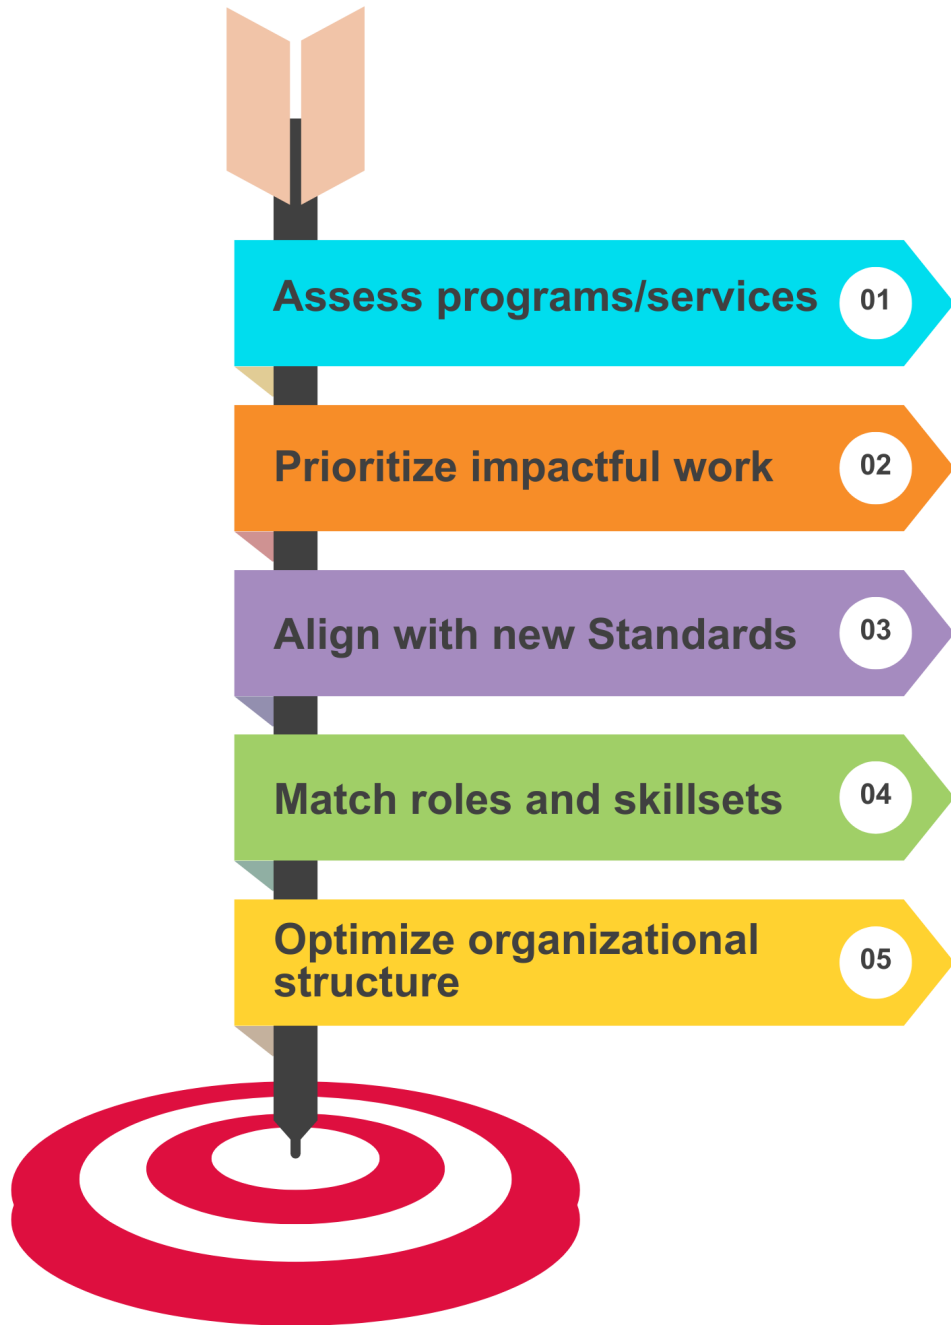 Assess programs/services 01
Prioritize impactful work 02
Align with new Standards 03
Match roles and skillsets 04
Optimize organizational
structure 05